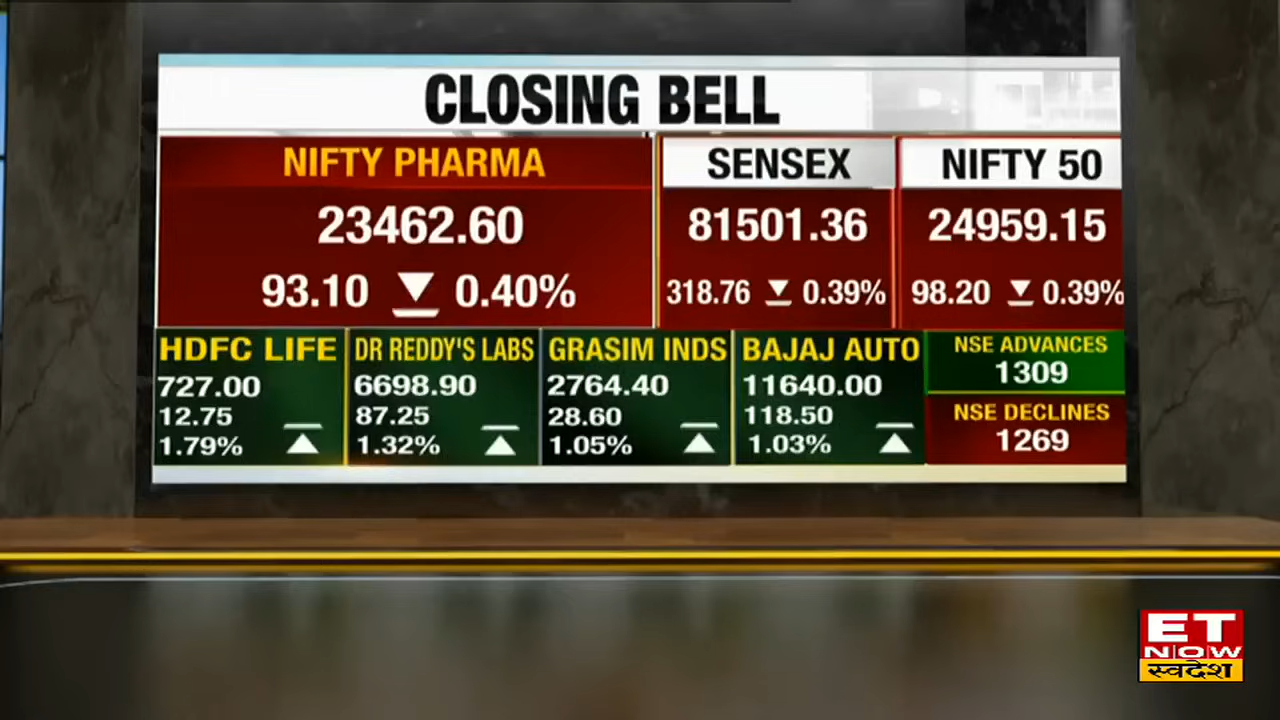 CLOSING BELL
NIFTY PHARMA
23462.60
93.10 0.40%
SENSEX
81501.36
318.76 0.39%
NIFTY 50
24959.15
98.20 0.39%
HDFC LIFE
727.00
12.75
1.79%
DR REDDY'S LABS
6698.90
87.25
1.32%
GRASIM INDS
2764.40
28.60
1.05%
BAJAJ AUTO
11640.00
118.50
1.03%
NSE ADVANCES
1309
NSE DECLINES
1269
ET
NOW
स्वदेश